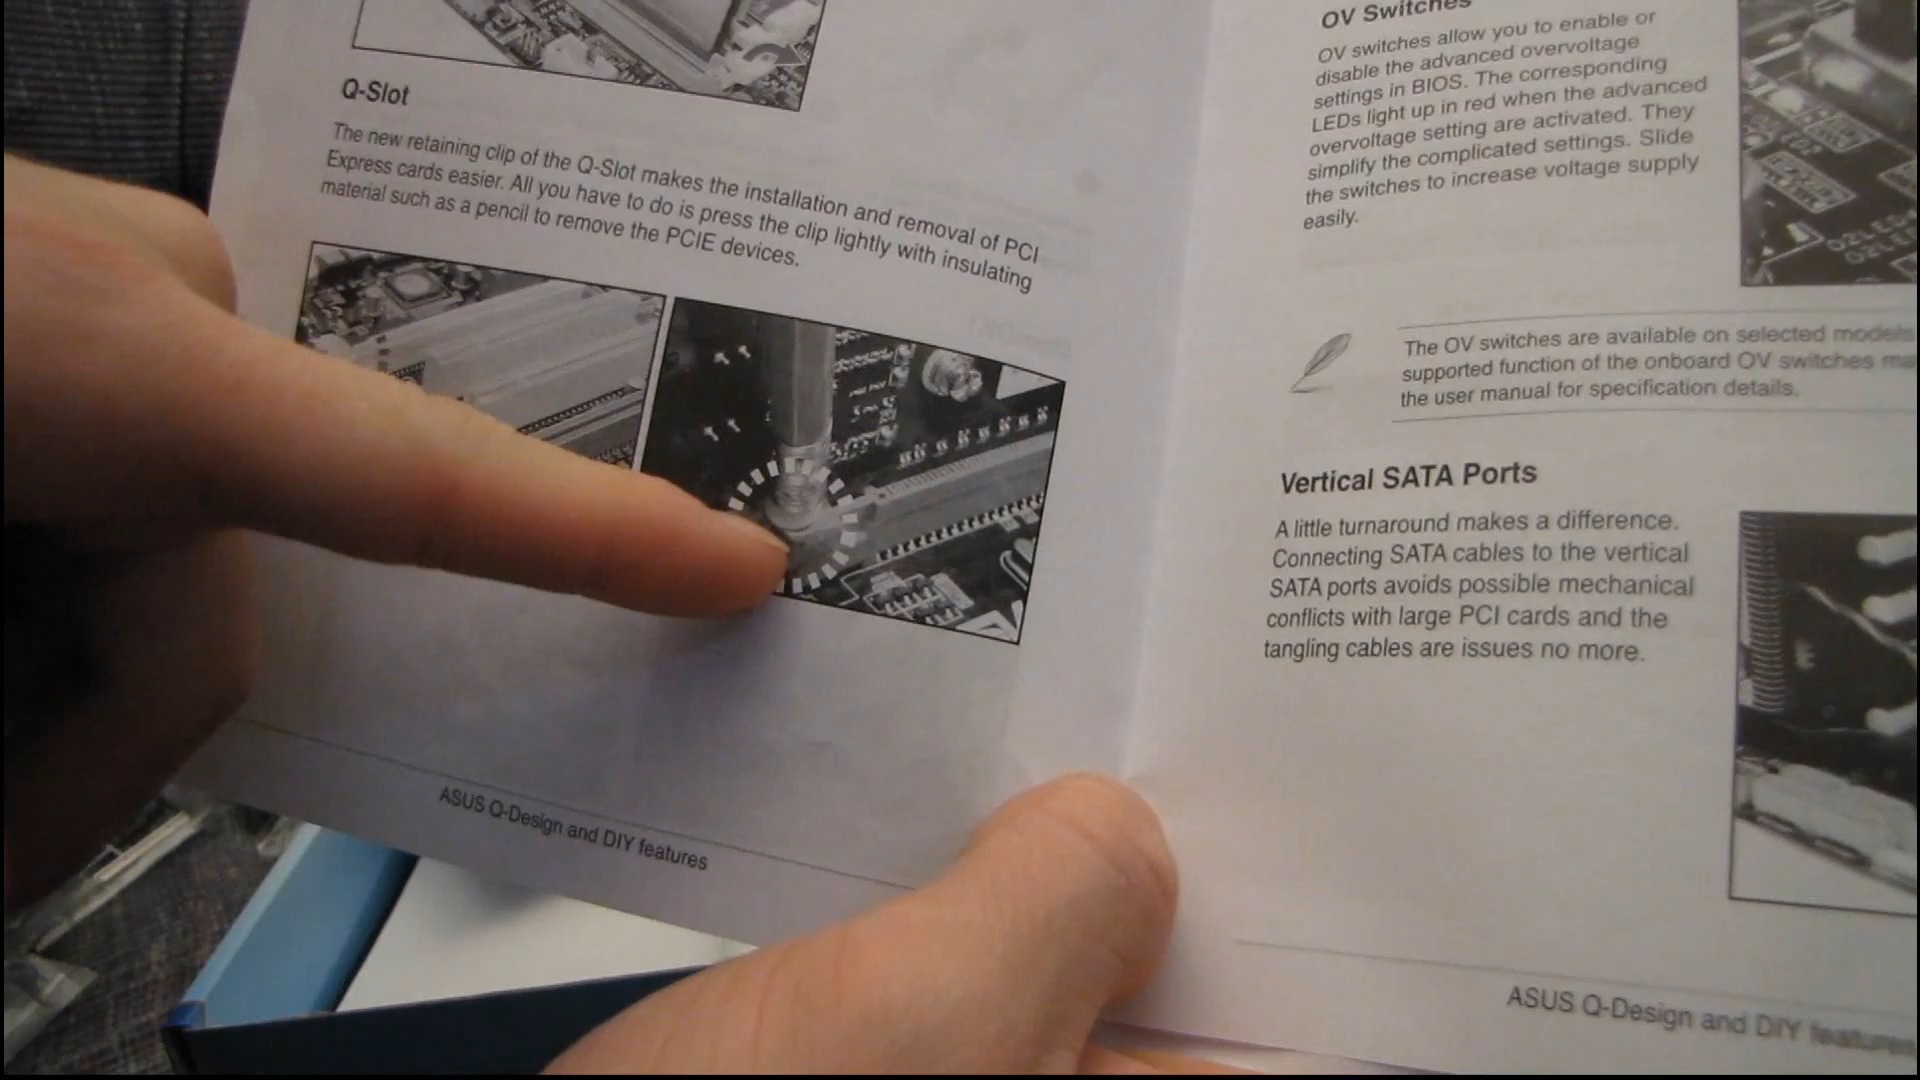 Q-Slot
The new retaining clip of the Q-Slot makes the installation and removal of PCI
Express cards easier. All you have to do is press the clip lightly with insulating
material such as a pencil to remove the PCIE devices.
ASUS Q-Design and DIY features
OV Switches
OV switches allow you to enable or
disable the advanced overvoltage
settings in BIOS. The corresponding
LEDs light up in red when the advanced
overvoltage setting are activated. They
simplify the complicated settings. Slide
the switches to increase voltage supply
easily.
The OV switches are available on selected models
supported function of the onboard OV switches
the user manual for specification details.
Vertical SATA Ports
A little turnaround makes a difference.
Connecting SATA cables to the vertical
SATA ports avoids possible mechanical
conflicts with large PCI cards and the
tangling cables are issues no more.
ASUS Q-Design and DIY features